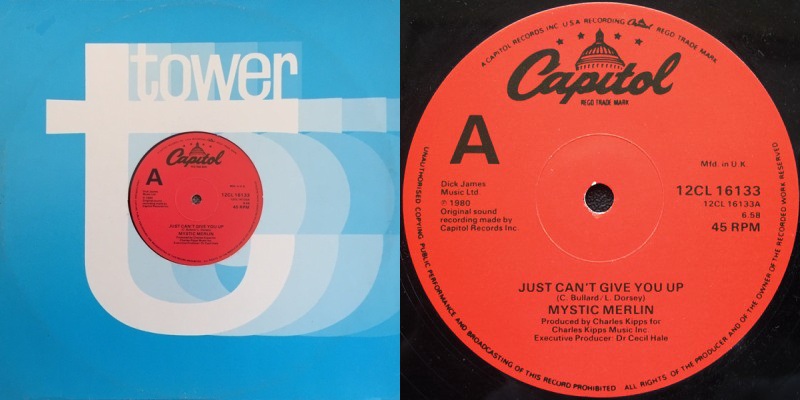 tower
Capitol
A
12CL 16133
45 RPM
JUST CAN'T GIVE YOU UP
MYSTIC MERLIN
A CAPITOL RECORDS INC. U.S.A RECORDING Capitol REGD TRADE MARK
Capitol
REGD TRADE MARK
A
Mfd. in U.K.
Dick James
Music Ltd
℗ 1980
Original sound
recording made by
Capitol Records Inc.
12CL 16133
12CL 16133A
6.58
45 RPM
JUST CAN'T GIVE YOU UP
(C. Bullard/L. Dorsey)
MYSTIC MERLIN
Produced by Charles Kipps for
Charles Kipps Music Inc
Executive Producer: Dr Cecil Hale
UNAUTHORISED COPYING, PUBLIC PERFORMANCE AND BROADCASTING OF THIS RECORD PROHIBITED ALL RIGHTS OF THE PRODUCER AND OF THE OWNER OF THE RECORDED WORK RESERVED